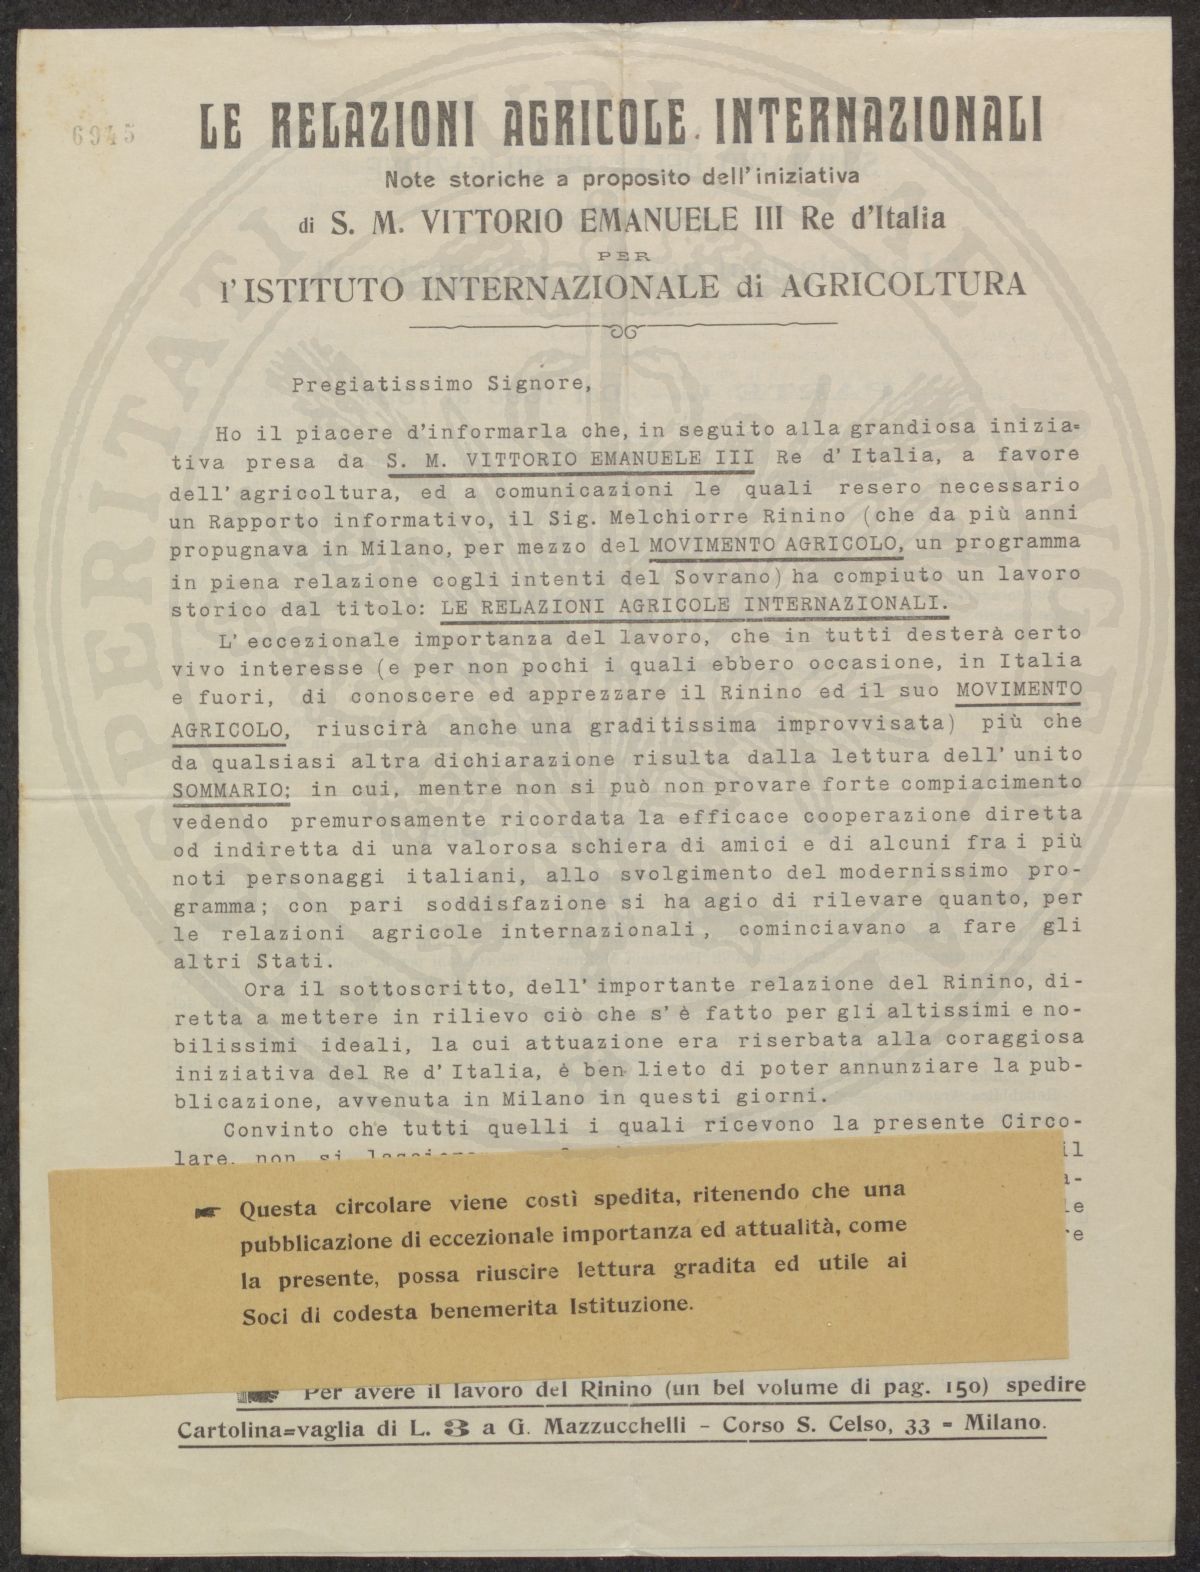 6945
LE RELAZIONI AGRICOLE INTERNAZIONALI
Note storiche a proposito dell'iniziativa
di S. M. VITTORIO EMANUELE III Re d'Italia
PER
l'ISTITUTO INTERNAZIONALE di AGRICOLTURA
Pregiatissimo Signore,
Ho il piacere d'informarla che, in seguito alla grandiosa inizia=
tiva presa da S. M. VITTORIO EMANUELE III Re d'Italia, a favore
dell'agricoltura, ed a comunicazioni le quali resero necessario
un Rapporto informativo, il Sig. Melchiorre Rinino (che da più anni
propugnava in Milano, per mezzo del MOVIMENTO AGRICOLO, un programma
in piena relazione cogli intenti del Sovrano) ha compiuto un lavoro
storico dal titolo: LE RELAZIONI AGRICOLE INTERNAZIONALI.
L'eccezionale importanza del lavoro, che in tutti desterà certo
vivo interesse (e per non pochi i quali ebbero occasione, in Italia
e fuori, di conoscere ed apprezzare il Rinino ed il suo MOVIMENTO
AGRICOLO, riuscirà anche una graditissima improvvisata) più che
da qualsiasi altra dichiarazione risulta dalla lettura dell'unito
SOMMARIO; in cui, mentre non si può non provare forte compiacimento
vedendo premurosamente ricordata la efficace cooperazione diretta
od indiretta di una valorosa schiera di amici e di alcuni fra i più
noti personaggi italiani, allo svolgimento del modernissimo pro-
gramma; con pari soddisfazione si ha agio di rilevare quanto, per
le relazioni agricole internazionali, cominciavano a fare gli
altri Stati.
Ora il sottoscritto, dell'importante relazione del Rinino, di-
retta a mettere in rilievo ciò che s'è fatto per gli altissimi e no-
bilissimi ideali, la cui attuazione era riserbata alla coraggiosa
iniziativa del Re d'Italia, è ben lieto di poter annunziare la pub-
blicazione, avvenuta in Milano in questi giorni.
Convinto che tutti quelli i quali ricevono la presente Circo-
lare, non si il
a-
le
re
Questa circolare viene costì spedita, ritenendo che una
pubblicazione di eccezionale importanza ed attualità, come
la presente, possa riuscire lettura gradita ed utile ai
Soci di codesta benemerita Istituzione.
Per avere il lavoro del Rinino (un bel volume di pag. 150) spedire
Cartolina=vaglia di L. 3 a G. Mazzucchelli - Corso S. Celso, 33 - Milano.